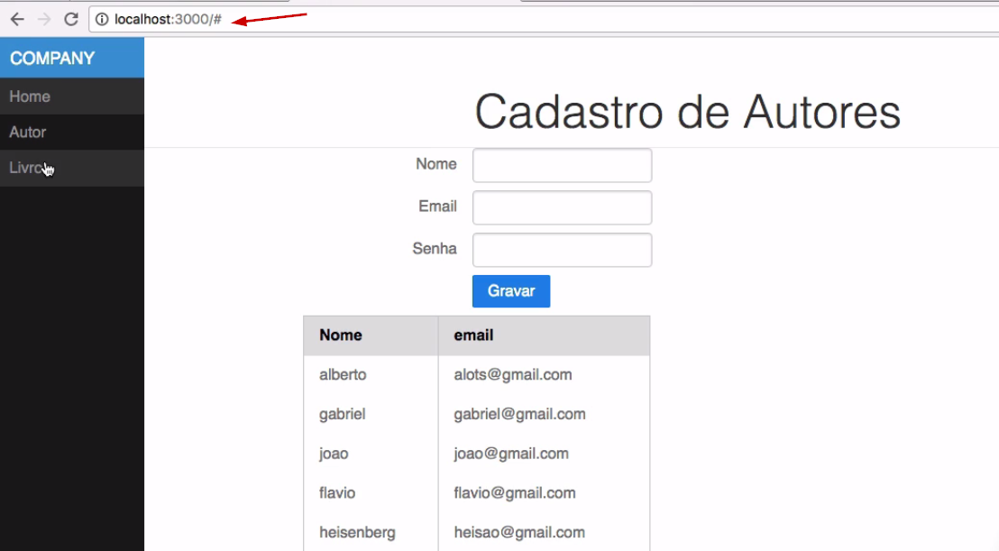 localhost:3000/#
COMPANY
Home
Autor
Cadastro de Autores
Nome
Email
Senha
Gravar
Nome email
alberto alots@gmail.com
gabriel gabriel@gmail.com
joao joao@gmail.com
flavio flavio@gmail.com
heisenberg heisao@gmail.com